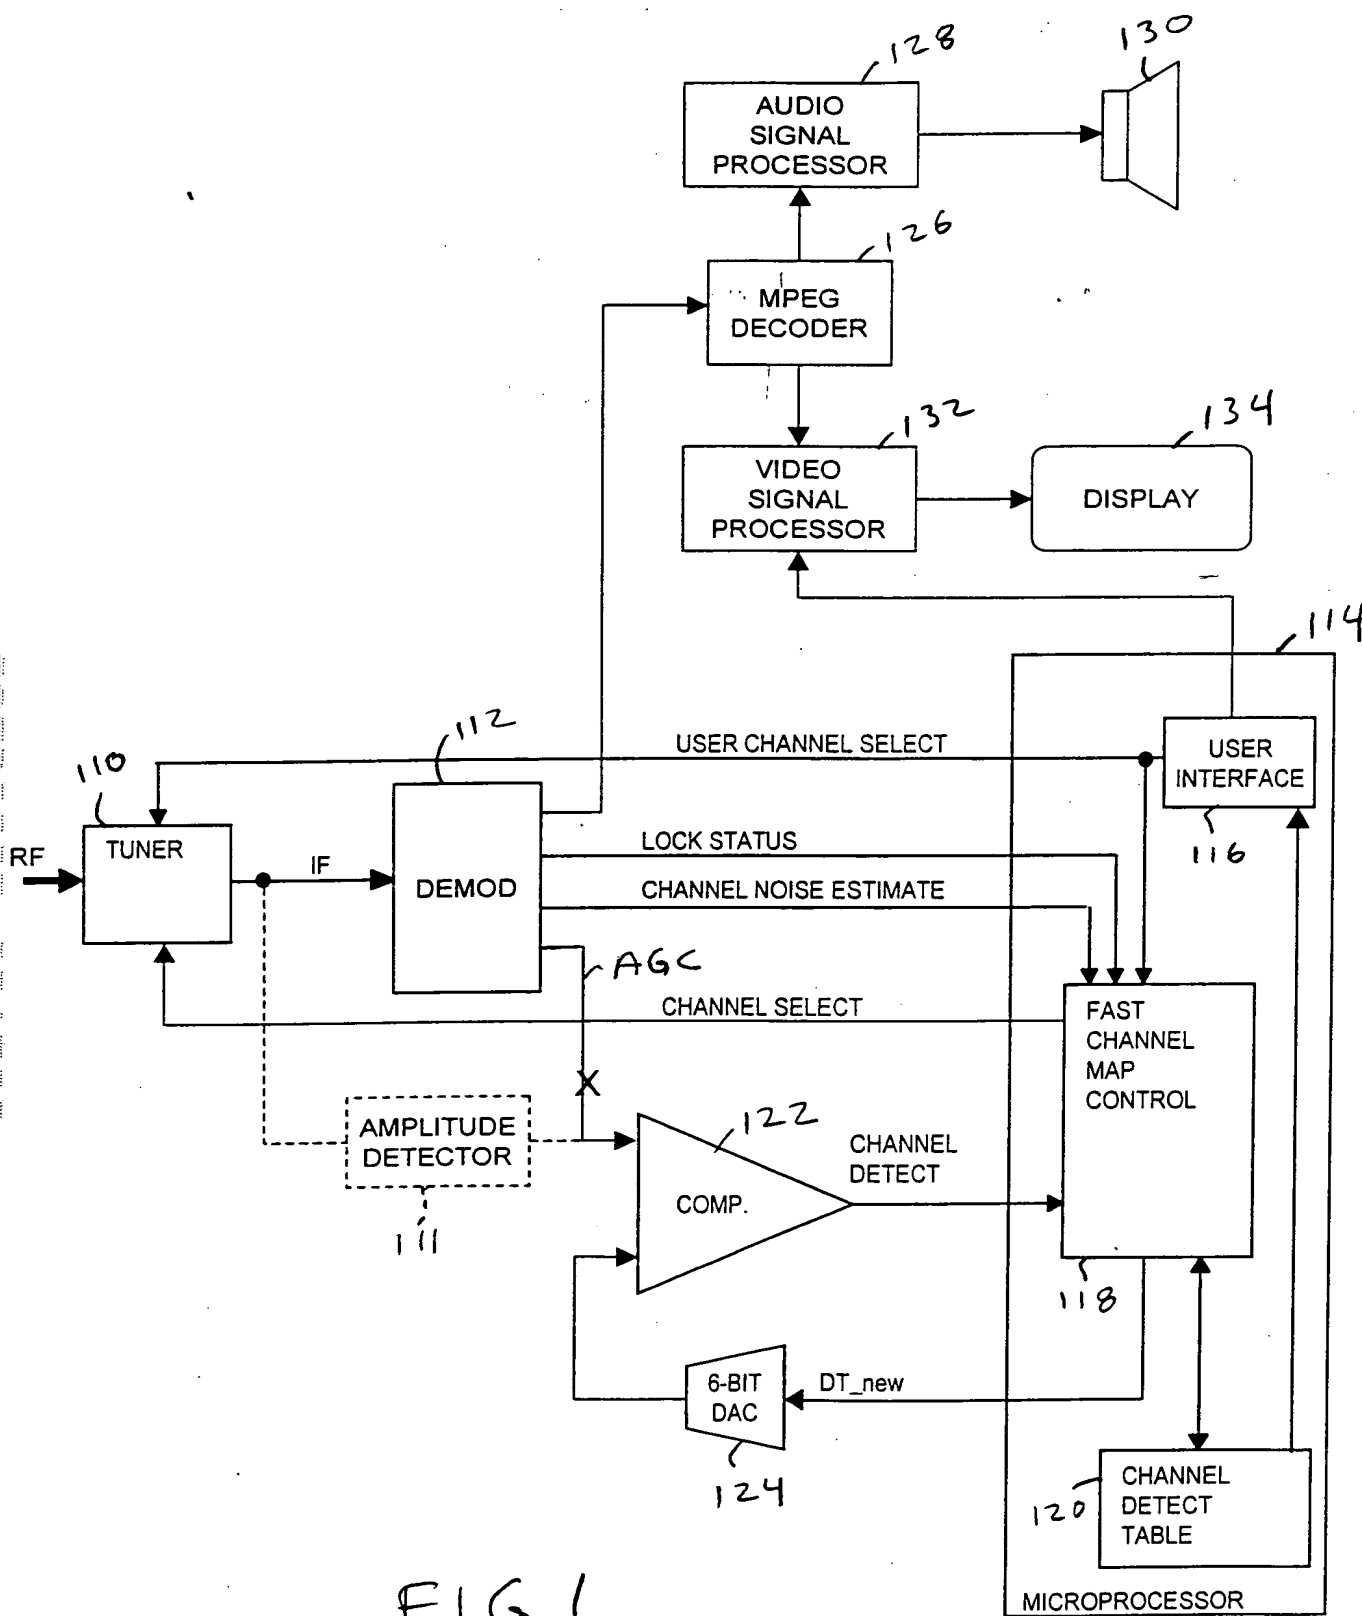 128
130
AUDIO
SIGNAL
PROCESSOR
126
MPEG
DECODER
132
134
VIDEO
SIGNAL
PROCESSOR
DISPLAY
114
112
USER CHANNEL SELECT
USER
INTERFACE
110
116
TUNER
LOCK STATUS
RF
IF
DEMOD
CHANNEL NOISE ESTIMATE
AGC
CHANNEL SELECT
FAST
CHANNEL
MAP
CONTROL
X
AMPLITUDE
DETECTOR
111
122
COMP.
CHANNEL
DETECT
118
6-BIT
DAC
DT_new
124
120
CHANNEL
DETECT
TABLE
MICROPROCESSOR
FIG 1